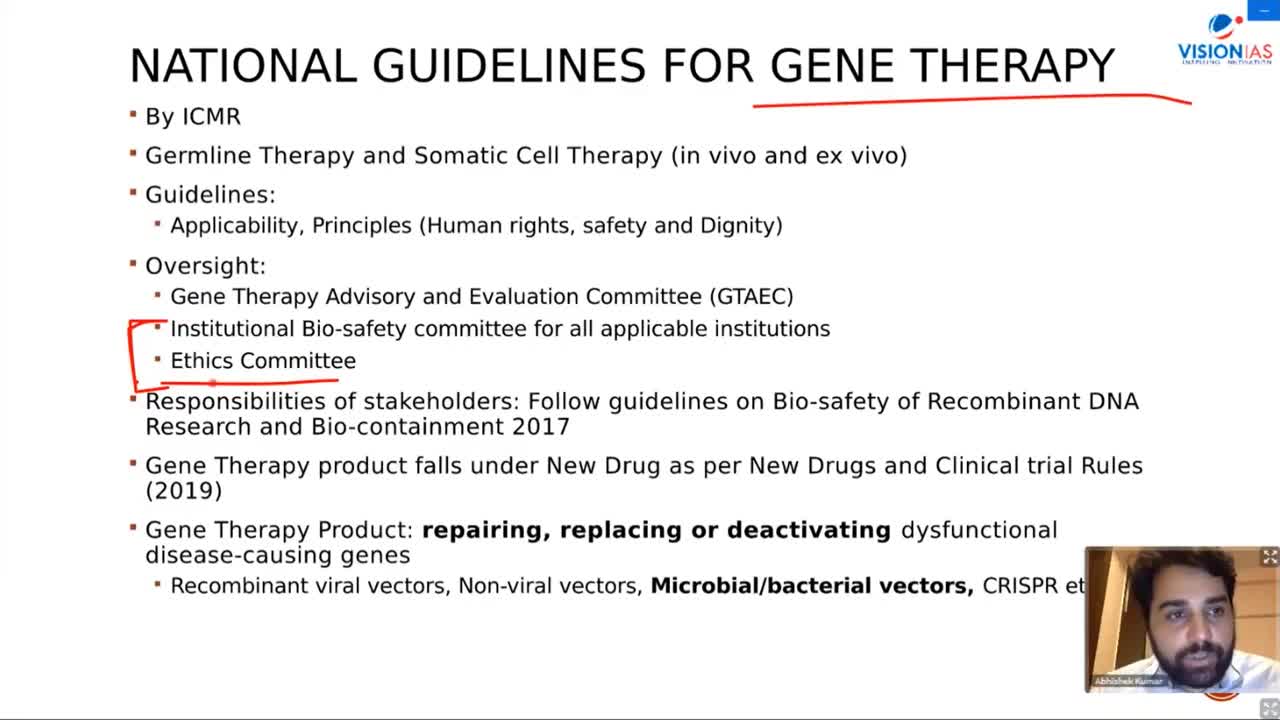 VISIONIAS
INSPIRING INNOVATION
NATIONAL GUIDELINES FOR GENE THERAPY
By ICMR
Germline Therapy and Somatic Cell Therapy (in vivo and ex vivo)
Guidelines:
Applicability, Principles (Human rights, safety and Dignity)
Oversight:
Gene Therapy Advisory and Evaluation Committee (GTAEC)
Institutional Bio-safety committee for all applicable institutions
Ethics Committee
Responsibilities of stakeholders: Follow guidelines on Bio-safety of Recombinant DNA
Research and Bio-containment 2017
Gene Therapy product falls under New Drug as per New Drugs and Clinical trial Rules
(2019)
Gene Therapy Product: repairing, replacing or deactivating dysfunctional
disease-causing genes
Recombinant viral vectors, Non-viral vectors, Microbial/bacterial vectors, CRISPR et
Abhishek Kumar